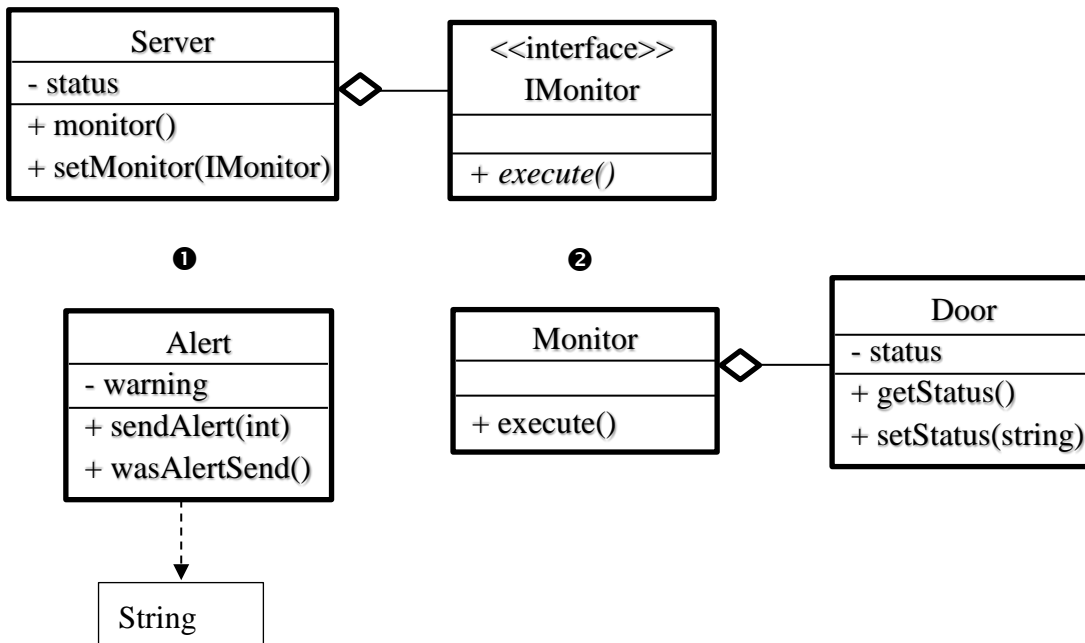 Server
- status
+ monitor()
+ setMonitor(IMonitor)
<<interface>>
IMonitor
+ execute()
❶
❷
Alert
- warning
+ sendAlert(int)
+ wasAlertSend()
Monitor
+ execute()
Door
- status
+ getStatus()
+ setStatus(string)
String